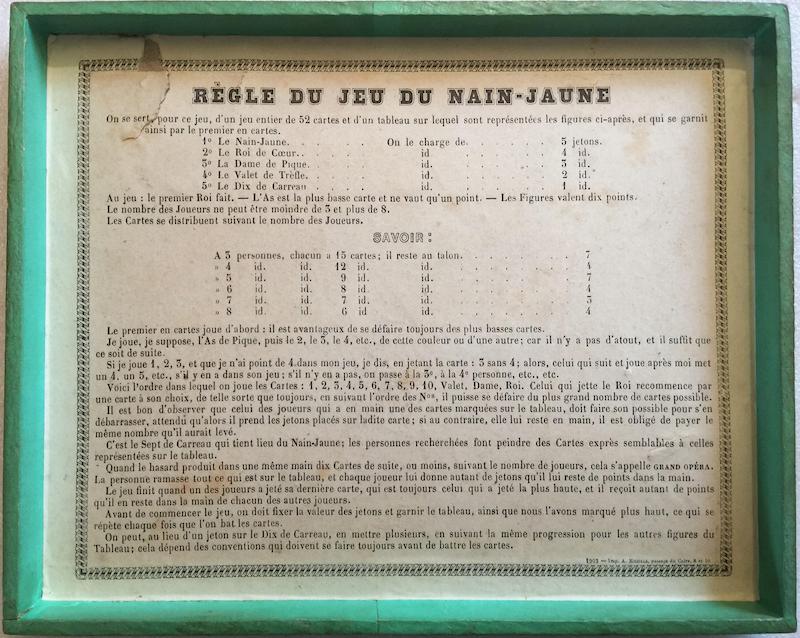 RÈGLE DU JEU DU NAIN-JAUNE
On se sert, pour ce jeu, d'un jeu entier de 52 cartes et d'un tableau sur lequel sont représentées les figures ci-après, et qui se garnit
ainsi par le premier en cartes.
1º Le Nain-Jaune. . . . . . On le charge de. . . . . . 5 jetons.
2º Le Roi de Cœur. . . . . . id . . . . . . 4 id.
3º La Dame de Pique. . . . . id. . . . . . 3 id.
4º Le Valet de Trèfle. . . . . id. . . . . . 2 id.
5º Le Dix de Carreau . . . . id. . . . . . 1 id.
Au jeu : le premier Roi fait. — L'As est la plus basse carte et ne vaut qu'un point. — Les Figures valent dix points.
Le nombre des Joueurs ne peut être moindre de 3 et plus de 8.
Les Cartes se distribuent suivant le nombre des Joueurs.
SAVOIR :
A 3 personnes, chacun a 15 cartes; il reste au talon. . . . . . . 7
» 4 id. id. 12 id. id. . . . . . . 4
» 5 id. id. 9 id. id. . . . . . . 7
» 6 id. id. 8 id. id. . . . . . . 4
» 7 id. id. 7 id. id. . . . . . . 3
» 8 id. id. 6 id id. . . . . . . 4
Le premier en cartes joue d'abord : il est avantageux de se défaire toujours des plus basses cartes.
Je joue, je suppose, l'As de Pique, puis le 2, le 3, le 4, etc., de cette couleur ou d'une autre; car il n'y a pas d'atout, et il suffit que
ce soit de suite.
Si je joue 1, 2, 3, et que je n'ai point de 4 dans mon jeu, je dis, en jetant la carte : 3 sans 4; alors, celui qui suit et joue après moi met
un 4, un 5, etc., s'il y en a dans son jeu; s'il n'y en a pas, on passe à la 3e, à la 4e personne, etc., etc.
Voici l'ordre dans lequel on joue les Cartes : 1, 2, 3, 4, 5, 6, 7, 8, 9, 10, Valet, Dame, Roi. Celui qui jette le Roi recommence par
une carte à son choix, de telle sorte que toujours, en suivant l'ordre des Nos, il puisse se défaire du plus grand nombre de cartes possible.
Il est bon d'observer que celui des joueurs qui a en main une des cartes marquées sur le tableau, doit faire son possible pour s'en
débarrasser, attendu qu'alors il prend les jetons placés sur ladite carte; si au contraire, elle lui reste en main, il est obligé de payer le
même nombre qu'il aurait levé.
C'est le Sept de Carreau qui tient lieu du Nain-Jaune; les personnes recherchées font peindre des Cartes exprès semblables à celles
représentées sur le tableau.
Quand le hasard produit dans une même main dix Cartes de suite, ou moins, suivant le nombre de joueurs, cela s'appelle GRAND OPÉRA.
La personne ramasse tout ce qui est sur le tableau, et chaque joueur lui donne autant de jetons qu'il lui reste de points dans la main.
Le jeu finit quand un des joueurs a jeté sa dernière carte, qui est toujours celui qui a jeté la plus haute, et il reçoit autant de points
qu'il en reste dans la main de chacun des autres joueurs.
Avant de commencer le jeu, on doit fixer la valeur des jetons et garnir le tableau, ainsi que nous l'avons marqué plus haut, ce qui se
répète chaque fois que l'on bat les cartes.
On peut, au lieu d'un jeton sur le Dix de Carreau, en mettre plusieurs, en suivant la même progression pour les autres figures du
Tableau; cela dépend des conventions qui doivent se faire toujours avant de battre les cartes.
Imp. A. passage du Caire, 8 et 10.